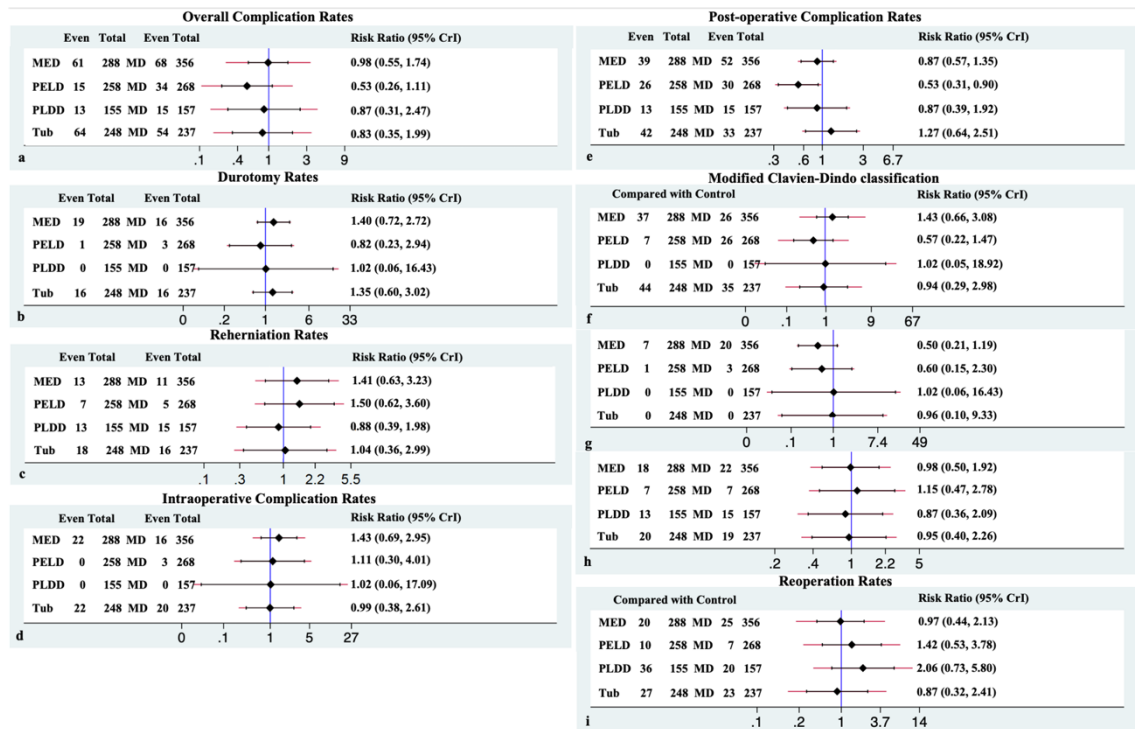 Overall Complication Rates
Even Total Even Total Risk Ratio (95% CrI)
MED 61 288 MD 68 356 0.98 (0.55, 1.74)
PELD 15 258 MD 34 268 0.53 (0.26, 1.11)
PLDD 13 155 MD 15 157 0.87 (0.31, 2.47)
Tub 64 248 MD 54 237 0.83 (0.35, 1.99)
a .1 .4 1 3 9
Durotomy Rates
Even Total Even Total Risk Ratio (95% CrI)
MED 19 288 MD 16 356 1.40 (0.72, 2.72)
PELD 1 258 MD 3 268 0.82 (0.23, 2.94)
PLDD 0 155 MD 0 157 1.02 (0.06, 16.43)
Tub 16 248 MD 16 237 1.35 (0.60, 3.02)
b 0 .2 1 6 33
Reherniation Rates
Even Total Even Total Risk Ratio (95% CrI)
MED 13 288 MD 11 356 1.41 (0.63, 3.23)
PELD 7 258 MD 5 268 1.50 (0.62, 3.60)
PLDD 13 155 MD 15 157 0.88 (0.39, 1.98)
Tub 18 248 MD 16 237 1.04 (0.36, 2.99)
c .1 .3 1 2.2 5.5
Intraoperative Complication Rates
Even Total Even Total Risk Ratio (95% CrI)
MED 22 288 MD 16 356 1.43 (0.69, 2.95)
PELD 0 258 MD 3 268 1.11 (0.30, 4.01)
PLDD 0 155 MD 0 157 1.02 (0.06, 17.09)
Tub 22 248 MD 20 237 0.99 (0.38, 2.61)
d 0 .1 1 5 27
Post-operative Complication Rates
Even Total Even Total Risk Ratio (95% CrI)
MED 39 288 MD 52 356 0.87 (0.57, 1.35)
PELD 26 258 MD 30 268 0.53 (0.31, 0.90)
PLDD 13 155 MD 15 157 0.87 (0.39, 1.92)
Tub 42 248 MD 33 237 1.27 (0.64, 2.51)
e .3 .6 1 3 6.7
Modified Clavien-Dindo classification
Compared with Control Risk Ratio (95% CrI)
MED 37 288 MD 26 356 1.43 (0.66, 3.08)
PELD 7 258 MD 26 268 0.57 (0.22, 1.47)
PLDD 0 155 MD 0 157 1.02 (0.05, 18.92)
Tub 44 248 MD 35 237 0.94 (0.29, 2.98)
f 0 .1 1 9 67
MED 7 288 MD 20 356 0.50 (0.21, 1.19)
PELD 1 258 MD 3 268 0.60 (0.15, 2.30)
PLDD 0 155 MD 0 157 1.02 (0.06, 16.43)
Tub 0 248 MD 0 237 0.96 (0.10, 9.33)
g 0 .1 1 7.4 49
MED 18 288 MD 22 356 0.98 (0.50, 1.92)
PELD 7 258 MD 7 268 1.15 (0.47, 2.78)
PLDD 13 155 MD 15 157 0.87 (0.36, 2.09)
Tub 20 248 MD 19 237 0.95 (0.40, 2.26)
h .2 .4 1 2.2 5
Reoperation Rates
Compared with Control Risk Ratio (95% CrI)
MED 20 288 MD 25 356 0.97 (0.44, 2.13)
PELD 10 258 MD 7 268 1.42 (0.53, 3.78)
PLDD 36 155 MD 20 157 2.06 (0.73, 5.80)
Tub 27 248 MD 23 237 0.87 (0.32, 2.41)
i .1 .2 1 3.7 14